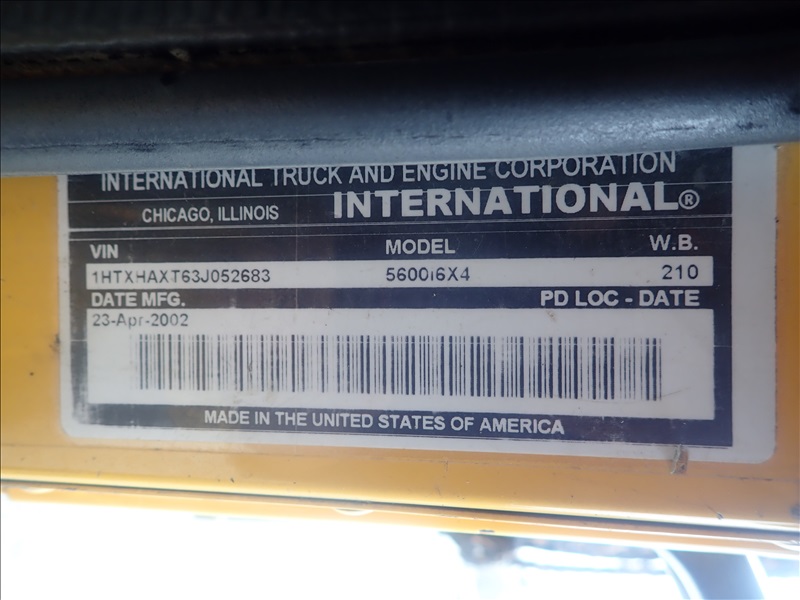 INTERNATIONAL TRUCK AND ENGINE CORPORATION
CHICAGO, ILLINOIS INTERNATIONAL®
VIN MODEL W.B.
1HTXHAXT63J052683 5600i6X4 210
DATE MFG. PD LOC - DATE
23-Apr-2002
MADE IN THE UNITED STATES OF AMERICA